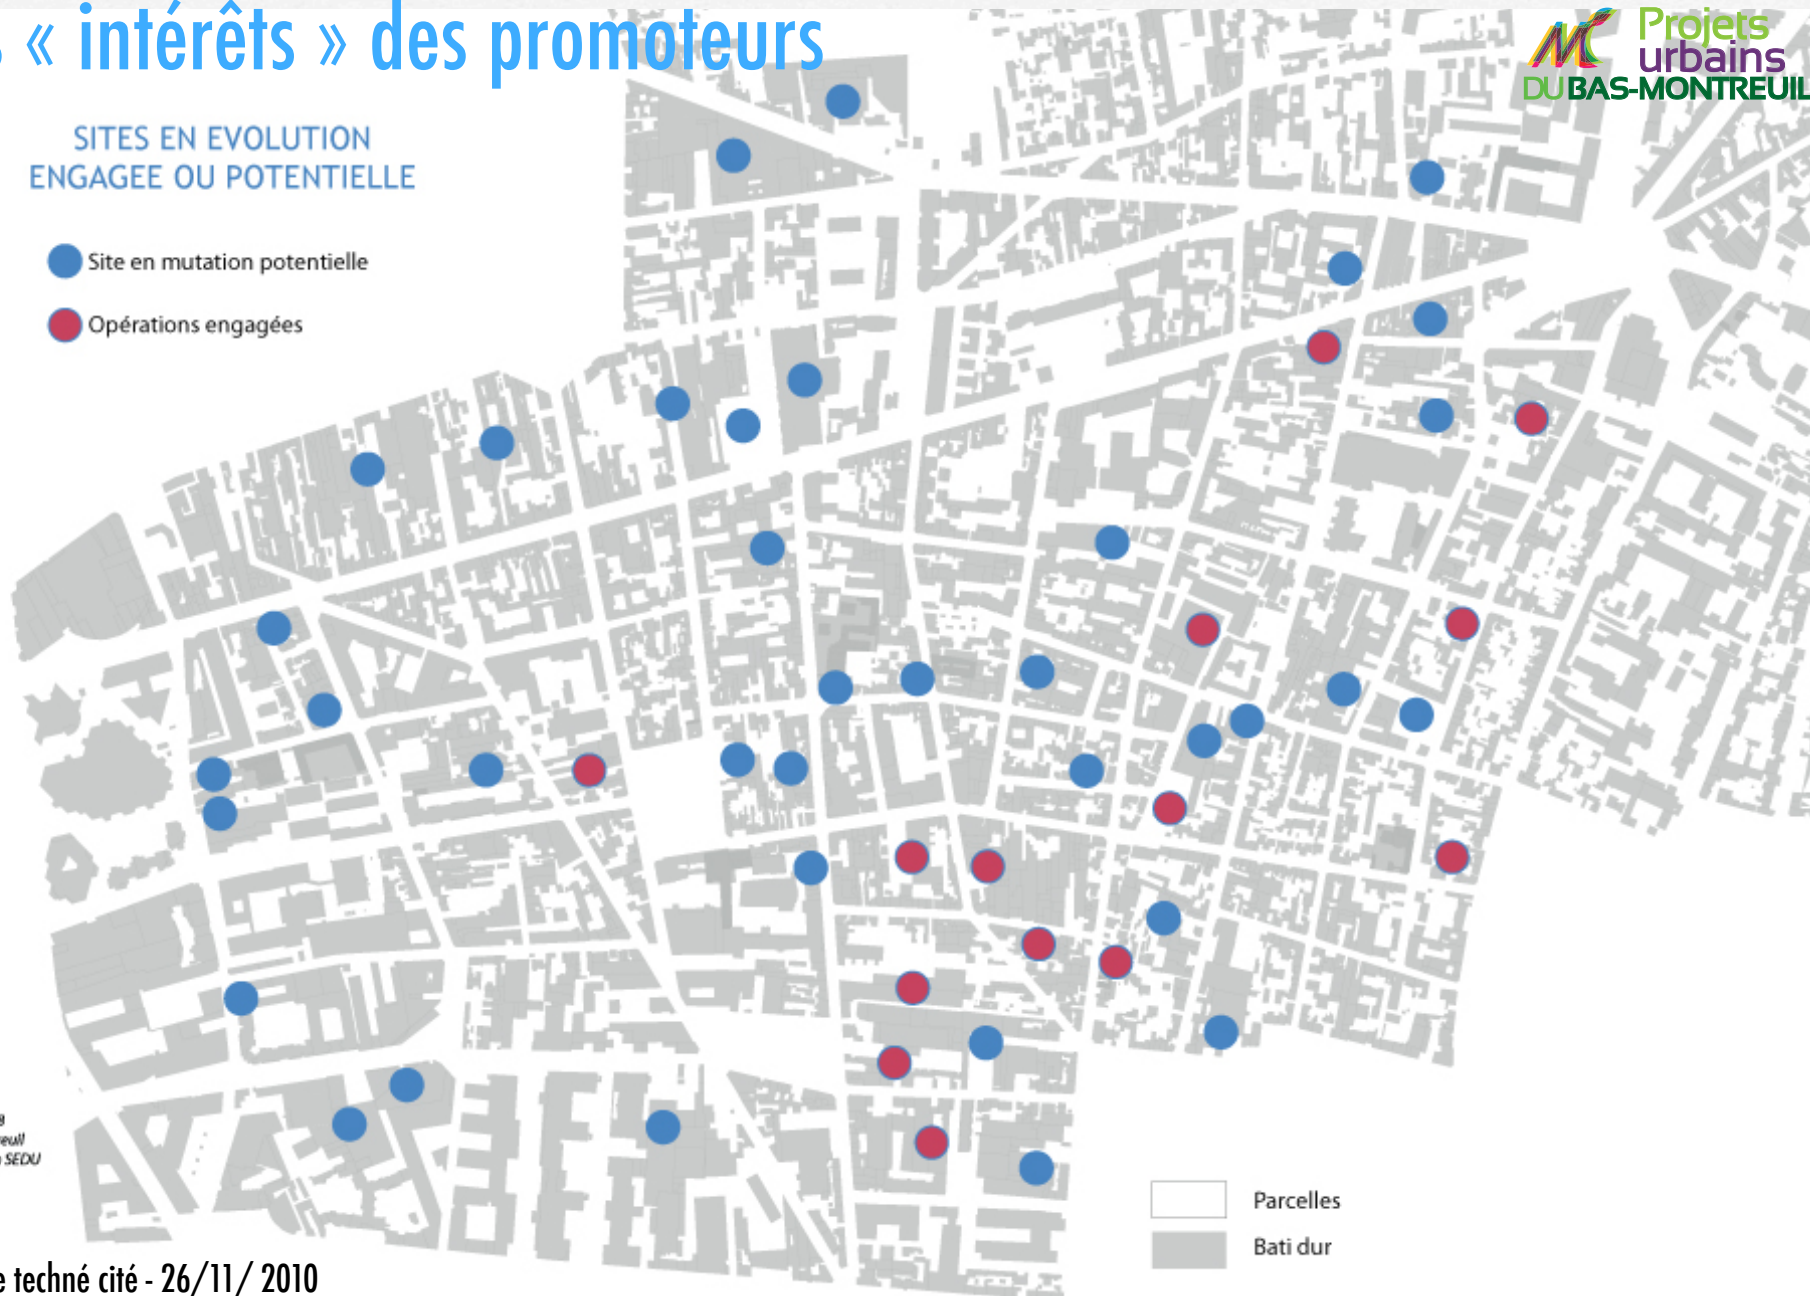 « intérêts » des promoteurs
Projets
urbains
DU BAS-MONTREUIL
SITES EN EVOLUTION
ENGAGEE OU POTENTIELLE
Site en mutation potentielle
Opérations engagées
SEDU
Parcelles
Bati dur
techné cité - 26/11/ 2010